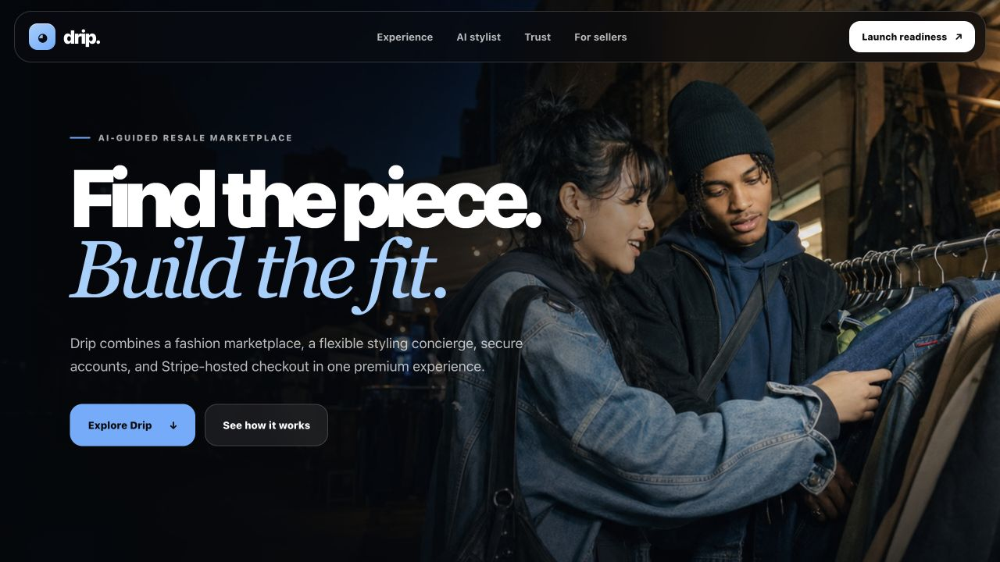 drip.
Experience
AI stylist
Trust
For sellers
Launch readiness ↗
AI-GUIDED RESALE MARKETPLACE
Find the piece.
Build the fit.
Drip combines a fashion marketplace, a flexible styling concierge, secure
accounts, and Stripe-hosted checkout in one premium experience.
Explore Drip ↓
See how it works